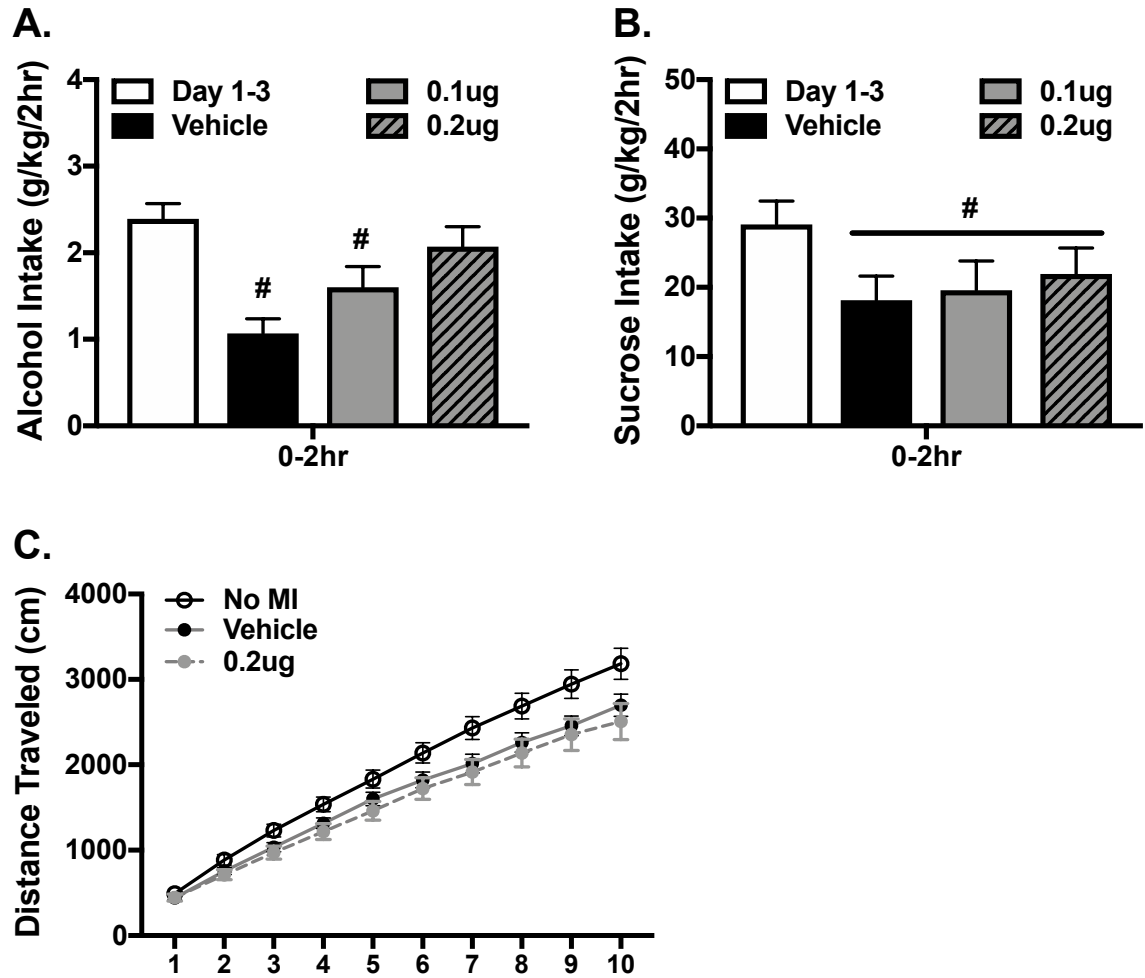 A.
Alcohol Intake (g/kg/2hr)
4
3
2
1
0
Day 1-3
Vehicle
0.1ug
0.2ug
#
#
0-2hr
B.
Sucrose Intake (g/kg/2hr)
50
40
30
20
10
0
Day 1-3
Vehicle
0.1ug
0.2ug
#
0-2hr
C.
Distance Traveled (cm)
4000
3000
2000
1000
0
No MI
Vehicle
0.2ug
1 2 3 4 5 6 7 8 9 10